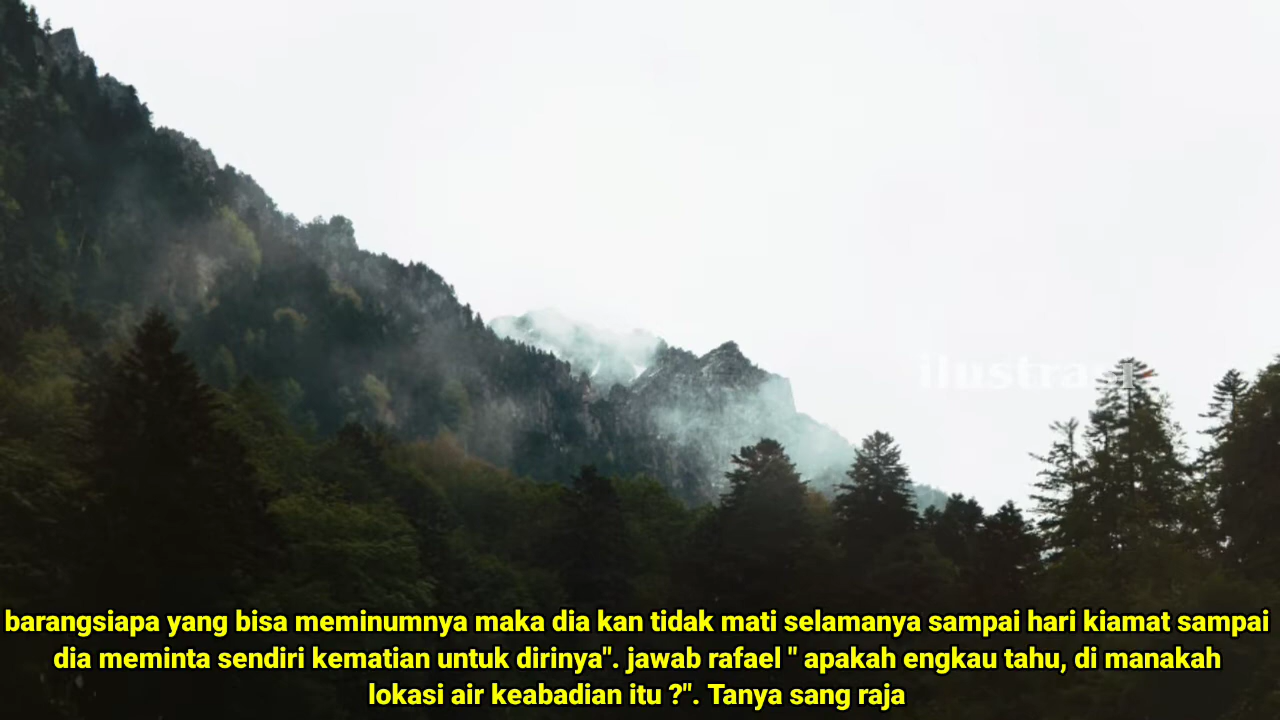 ilustrasi
barangsiapa yang bisa meminumnya maka dia kan tidak mati selamanya sampai hari kiamat sampai
dia meminta sendiri kematian untuk dirinya". jawab rafael " apakah engkau tahu, di manakah
lokasi air keabadian itu ?". Tanya sang raja